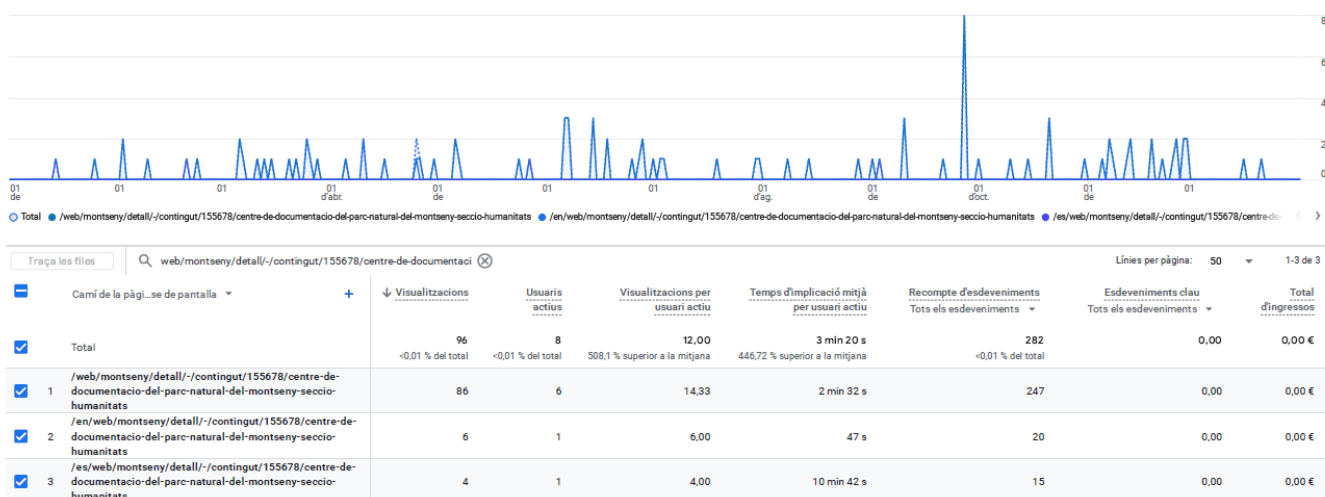 8
6
4
2
0
01 01 01 01 01 01 01 01 01 01 01 01
de d'abr. de d'ag. de d'oct. de
Total /web/montseny/detall/-/contingut/155678/centre-de-documentacio-del-parc-natural-del-montseny-seccio-humanitats /en/web/montseny/detall/-/contingut/155678/centre-de-documentacio-del-parc-natural-del-montseny-seccio-humanitats /es/web/montseny/detall/-/contingut/155678/centre-de-
Traça les files web/montseny/detall/-/contingut/155678/centre-de-documentaci Línies per pàgina: 50 1-3 de 3
Camí de la pàgi...se de pantalla + Visualitzacions Usuaris Visualitzacions per Temps d'implicació mitjà Recompte d'esdeveniments Esdeveniments clau Total
actius usuari actiu per usuari actiu Tots els esdeveniments Tots els esdeveniments d'ingressos
Total 96 8 12,00 3 min 20 s 282 0,00 0,00 €
<0,01 % del total <0,01 % del total 508,1 % superior a la mitjana 446,72 % superior a la mitjana <0,01 % del total
/web/montseny/detall/-/contingut/155678/centre-de-
1 documentacio-del-parc-natural-del-montseny-seccio- 86 6 14,33 2 min 32 s 247 0,00 0,00 €
humanitats
/en/web/montseny/detall/-/contingut/155678/centre-de-
2 documentacio-del-parc-natural-del-montseny-seccio- 6 1 6,00 47 s 20 0,00 0,00 €
humanitats
/es/web/montseny/detall/-/contingut/155678/centre-de-
3 documentacio-del-parc-natural-del-montseny-seccio- 4 1 4,00 10 min 42 s 15 0,00 0,00 €
humanitats